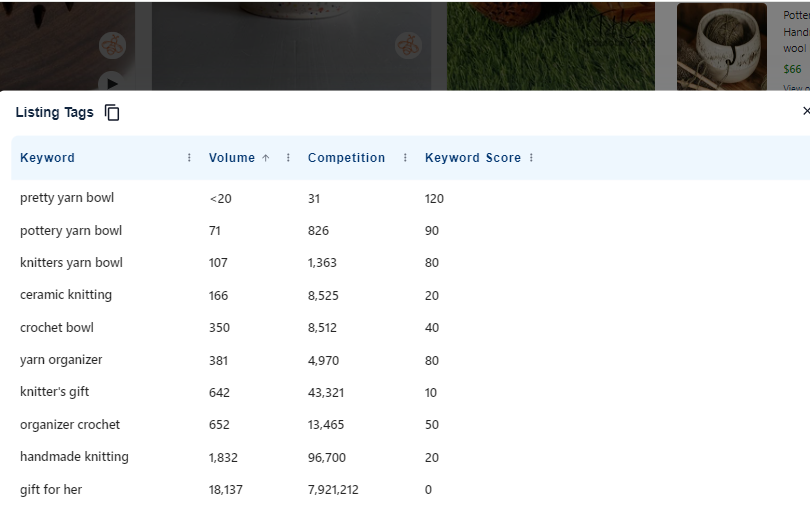 Potte
Hand
wool
$66
View o
Listing Tags
Keyword Volume Competition Keyword Score
pretty yarn bowl <20 31 120
pottery yarn bowl 71 826 90
knitters yarn bowl 107 1,363 80
ceramic knitting 166 8,525 20
crochet bowl 350 8,512 40
yarn organizer 381 4,970 80
knitter's gift 642 43,321 10
organizer crochet 652 13,465 50
handmade knitting 1,832 96,700 20
gift for her 18,137 7,921,212 0